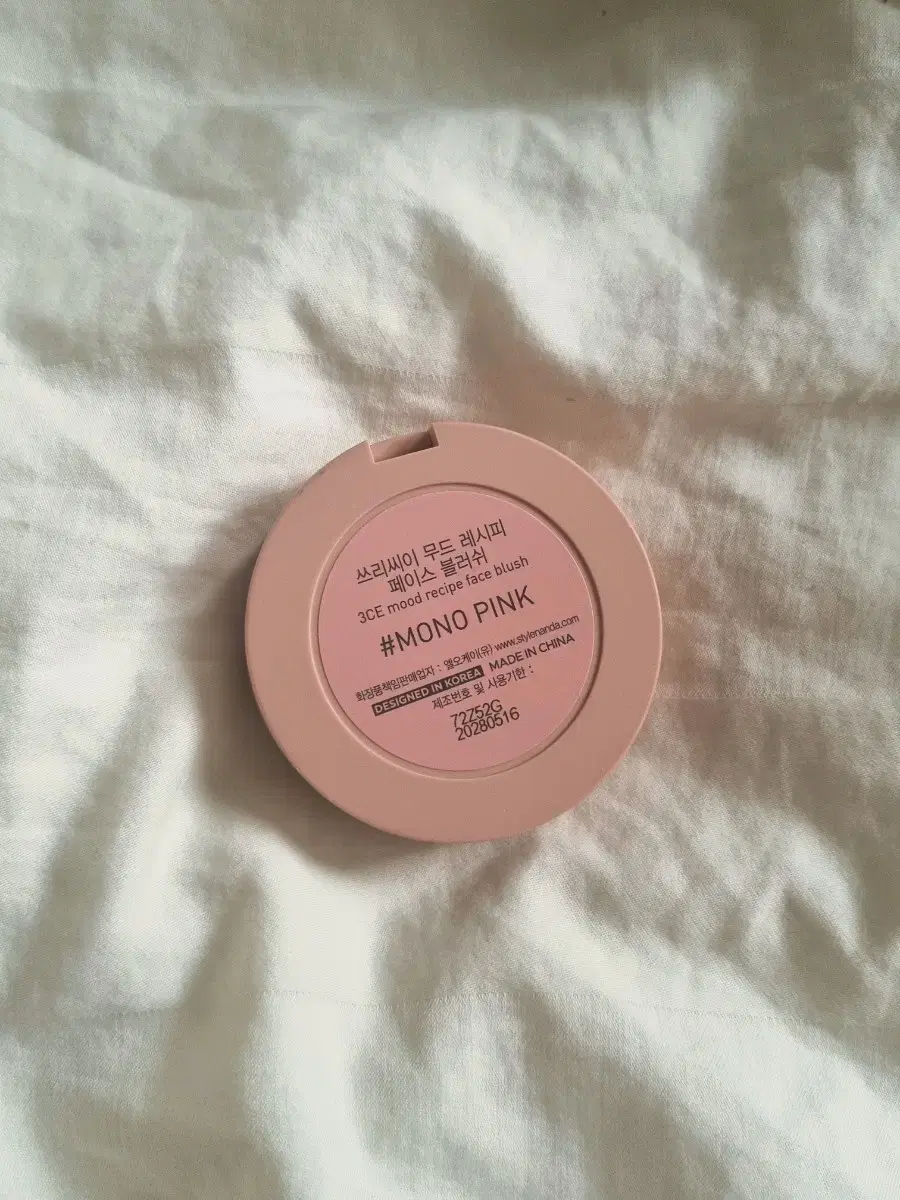 쓰리씨이 무드 레시피
페이스 블러쉬
3CE mood recipe face blush
#MONO PINK
화장품책임판매업자 : 엘오케이(유) www.stylenanda.com
DESIGNED IN KOREA MADE IN CHINA
제조번호 및 사용기한 :
72Z52G
20280516